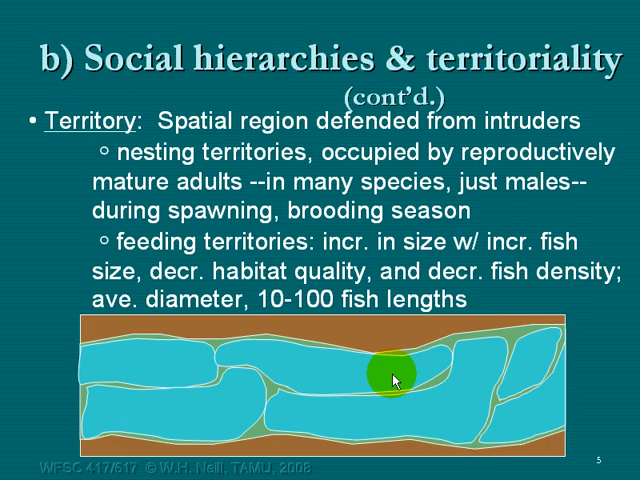 b) Social hierarchies & territoriality
(cont'd.)
• Territory: Spatial region defended from intruders
○ nesting territories, occupied by reproductively
mature adults --in many species, just males--
during spawning, brooding season
○ feeding territories: incr. in size w/ incr. fish
size, decr. habitat quality, and decr. fish density;
ave. diameter, 10-100 fish lengths
WFSC 417/617 © W.H. Neill, TAMU, 2008
5